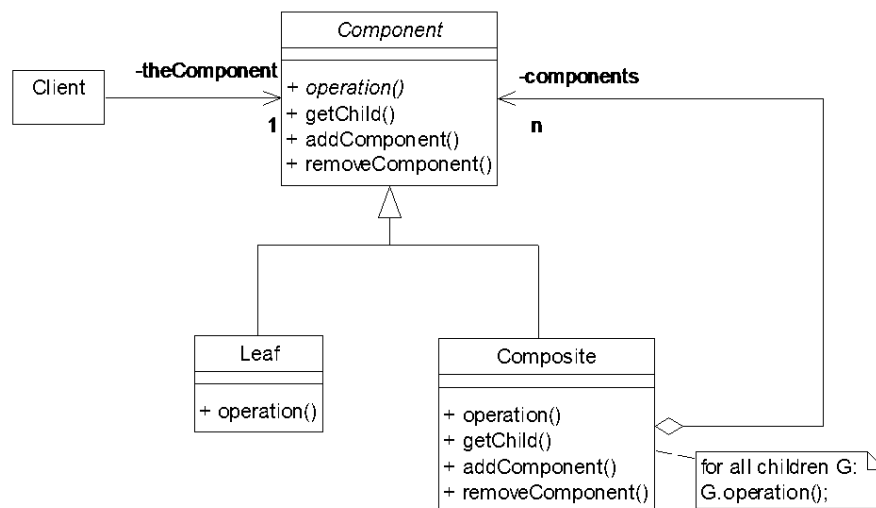 Component
-theComponent
-components
Client
+ operation()
+ getChild()
1
n
+ addComponent()
+ removeComponent()
Leaf
+ operation()
Composite
+ operation()
+ getChild()
+ addComponent()
+ removeComponent()
for all children G:
G.operation();